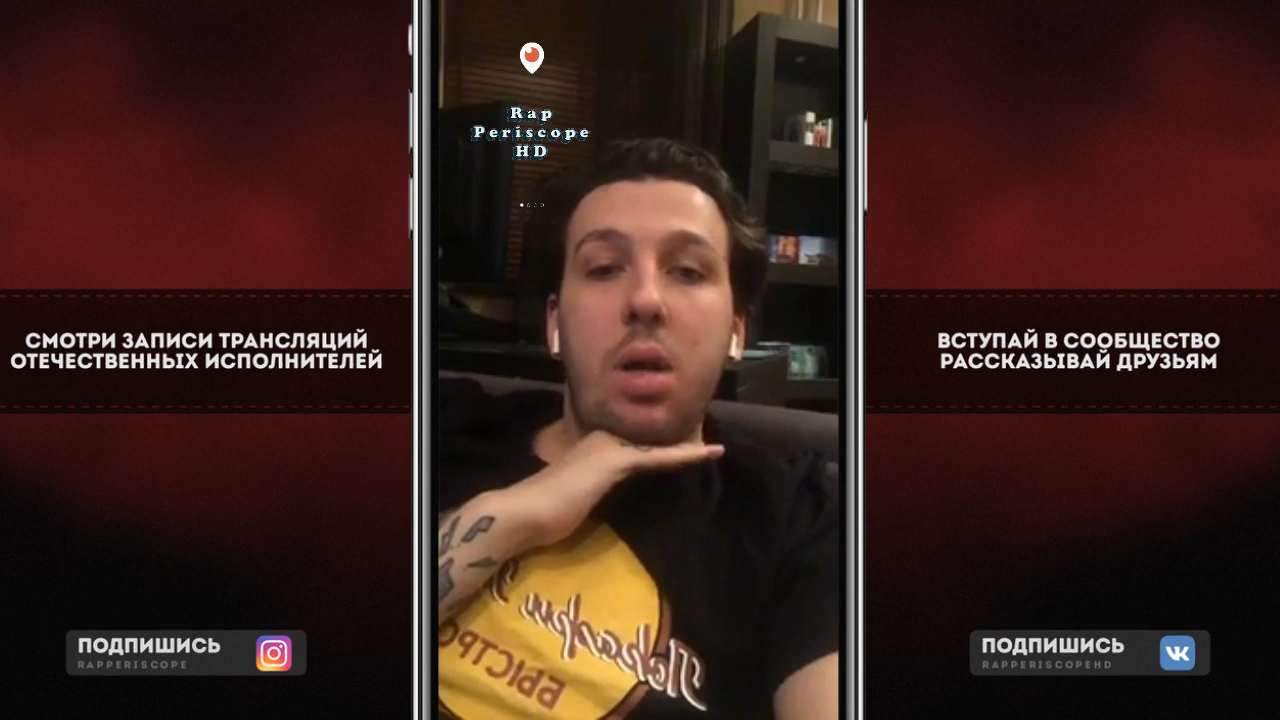 Rap
Periscope
HD
СМОТРИ ЗАПИСИ ТРАНСЛЯЦИЙ
ОТЕЧЕСТВЕННЫХ ИСПОЛНИТЕЛЕЙ
ВСТУПАЙ В СООБЩЕСТВО
РАССКАЗЫВАЙ ДРУЗЬЯМ
ПОДПИШИСЬ
RAPPERISCOPE
ПОДПИШИСЬ
RAPPERISCOPEHD